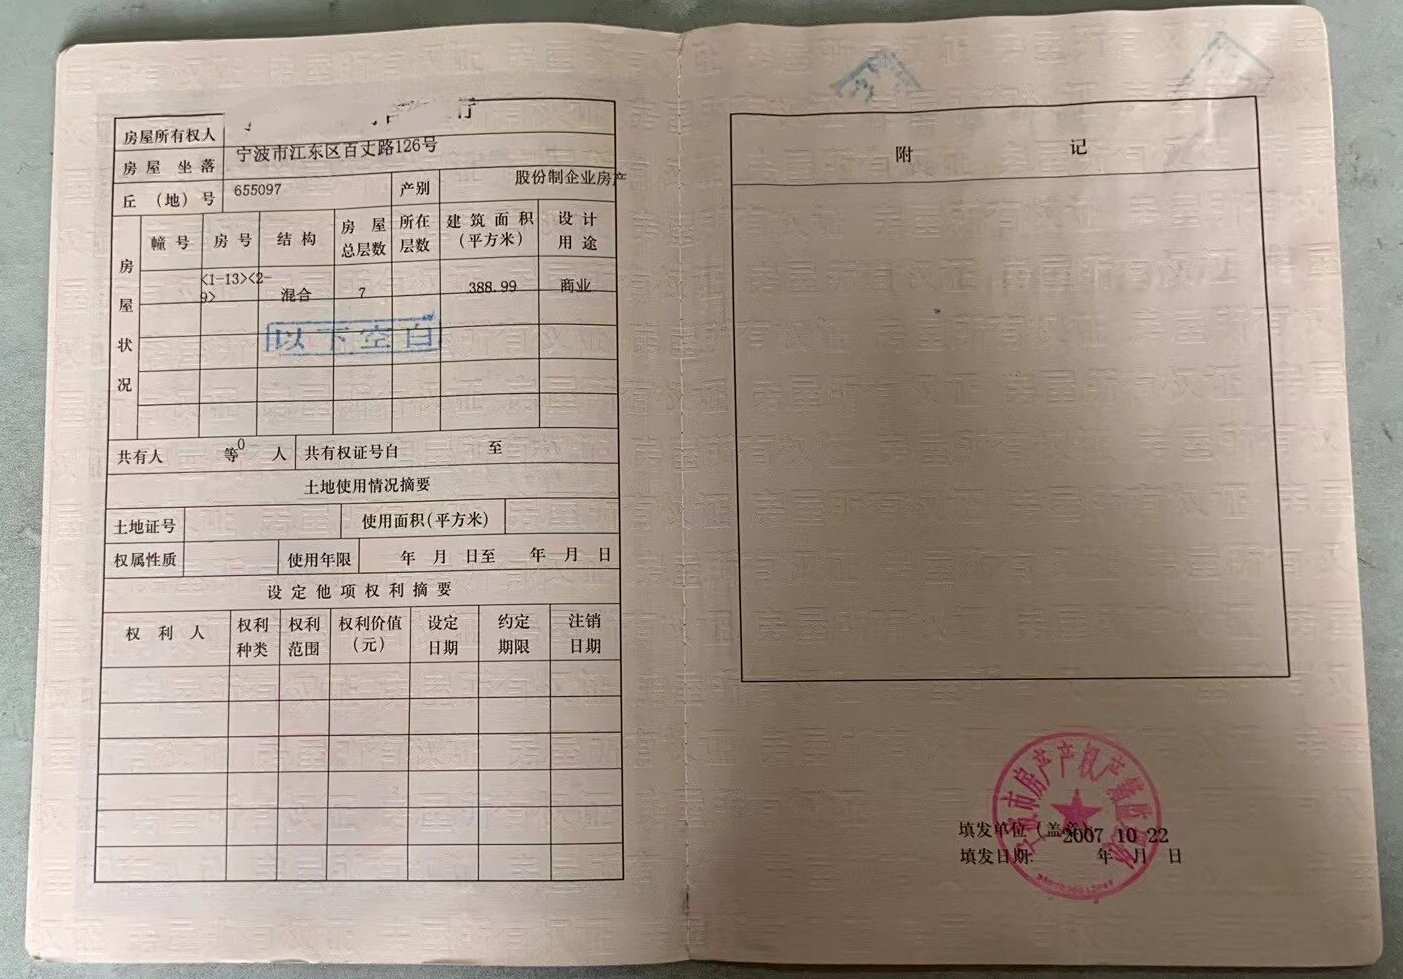 房屋所有权人
房屋坐落 宁波市江东区百丈路126号
丘（地）号 655097 产别 股份制企业房产
房屋状况
幢号 房号 结构 房屋总层数 所在层数 建筑面积（平方米） 设计用途
<1-13><2-9> 混合 7 388.99 商业
以下空白
共有人 等0人 共有权证号自 至
土地使用情况摘要
土地证号 使用面积(平方米)
权属性质 使用年限 年 月 日至 年 月 日
设定他项权利摘要
权利人 权利种类 权利范围 权利价值（元） 设定日期 约定期限 注销日期
附 记
填发单位（盖章）
2007 10 22
填发日期: 年 月 日